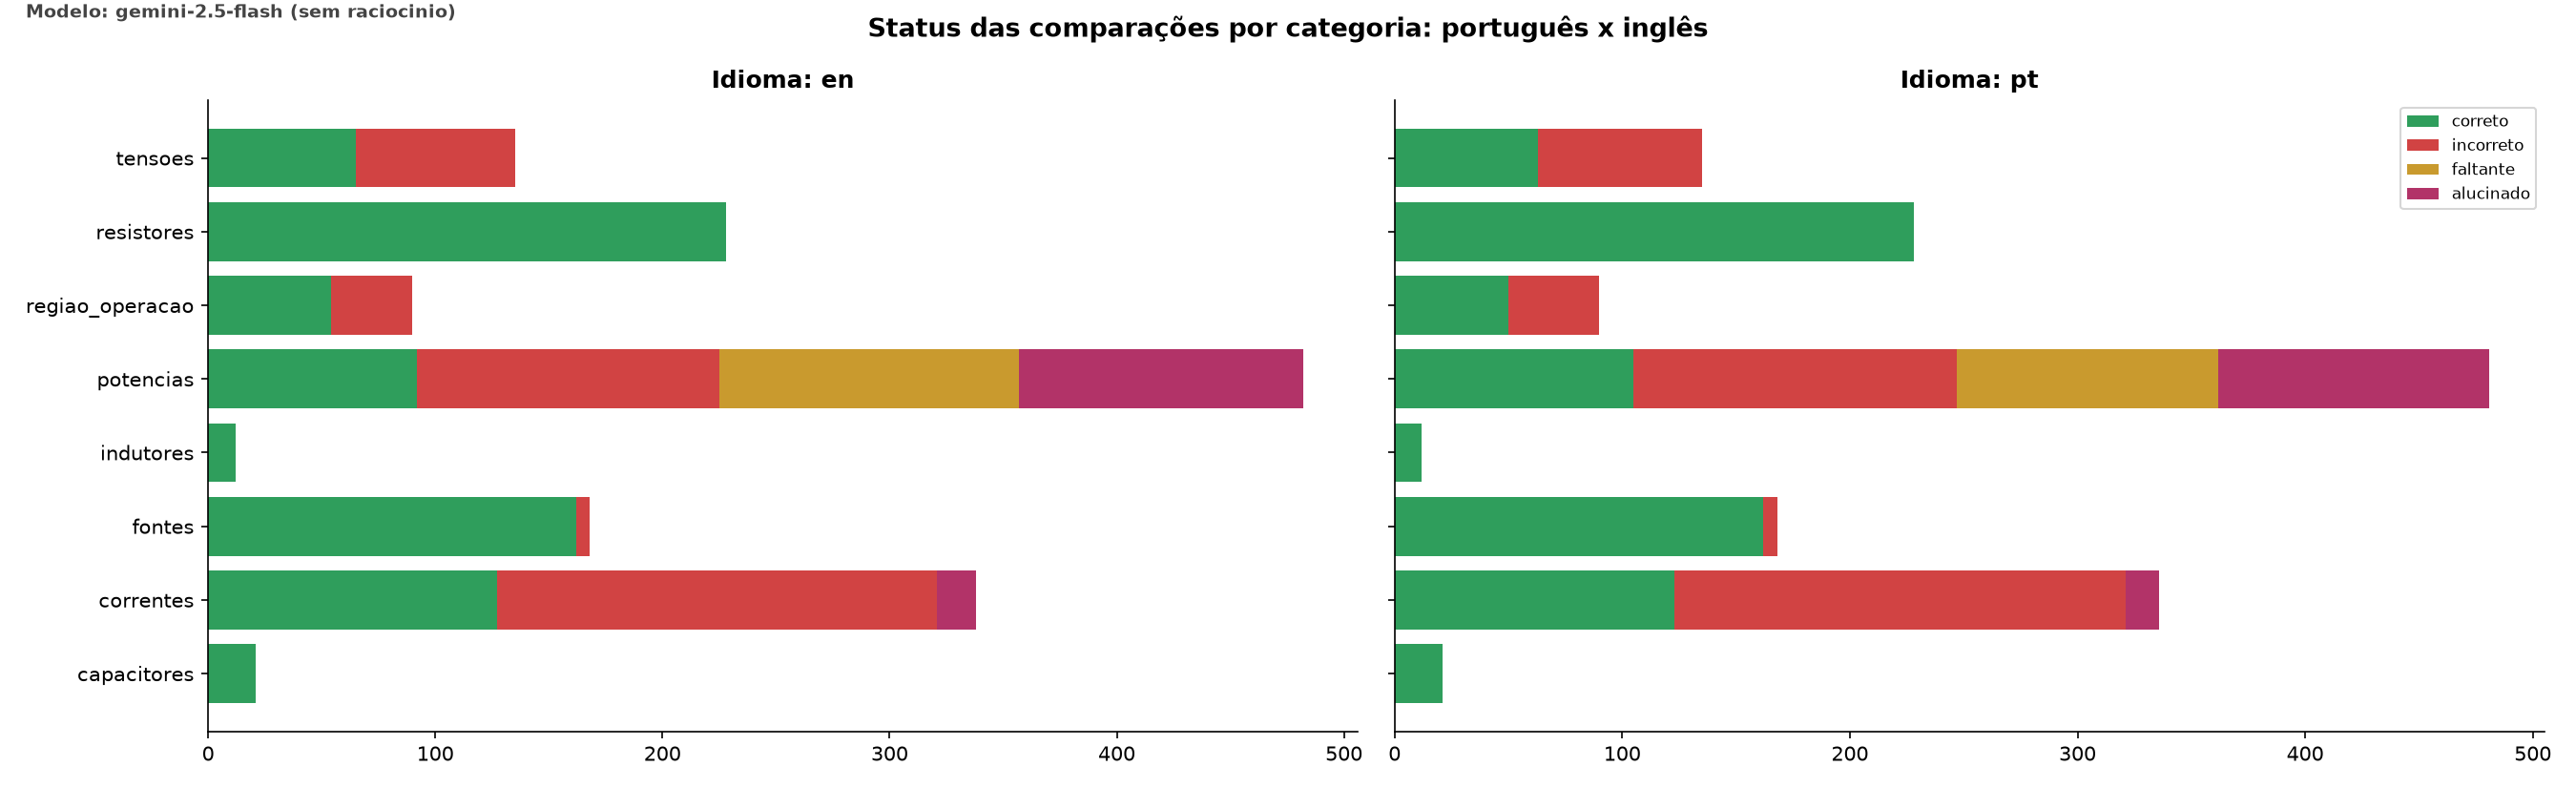 Modelo: gemini-2.5-flash (sem raciocinio)
Status das comparações por categoria: português x inglês
Idioma: en
tensoes
resistores
regiao_operacao
potencias
indutores
fontes
correntes
capacitores
0 100 200 300 400 500
Idioma: pt
correto
incorreto
faltante
alucinado
0 100 200 300 400 500